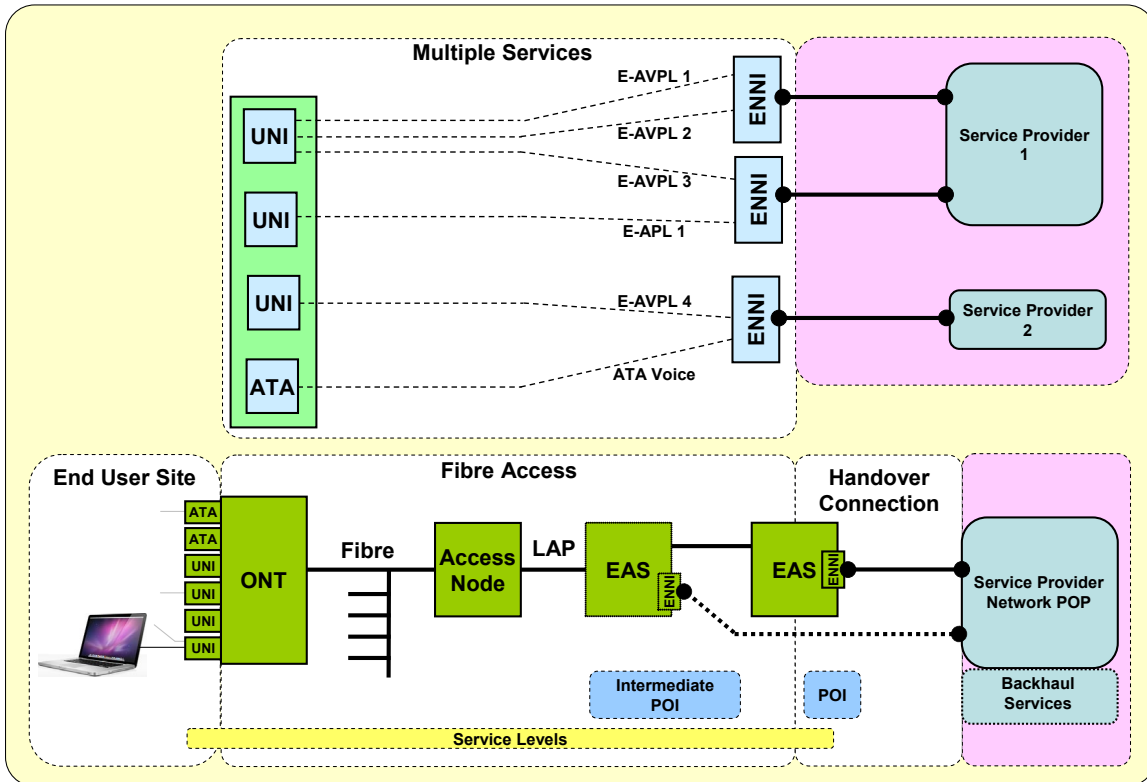 Multiple Services
E-AVPL 1
E-AVPL 2
E-AVPL 3
E-APL 1
E-AVPL 4
ATA Voice
UNI
UNI
UNI
ATA
ENNI
ENNI
ENNI
Service Provider
1
Service Provider
2
End User Site
Fibre Access
Handover
Connection
ATA
ATA
UNI
UNI
UNI
UNI
ONT
Fibre
Access
Node
LAP
EAS
ENNI
EAS
ENNI
Service Provider
Network POP
Intermediate
POI
POI
Backhaul
Services
Service Levels